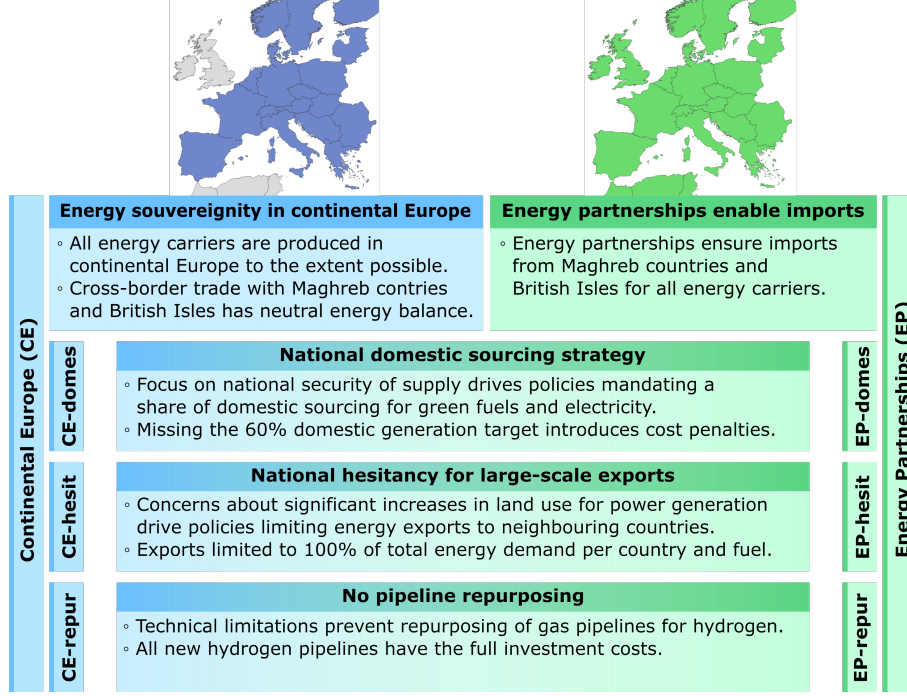 Energy souvereignity in continental Europe
◦ All energy carriers are produced in
continental Europe to the extent possible.
◦ Cross-border trade with Maghreb contries
and British Isles has neutral energy balance.
Energy partnerships enable imports
◦ Energy partnerships ensure imports
from Maghreb countries and
British Isles for all energy carriers.
Continental Europe (CE)
Energy Partnerships (EP)
CE-domes
National domestic sourcing strategy
◦ Focus on national security of supply drives policies mandating a
share of domestic sourcing for green fuels and electricity.
◦ Missing the 60% domestic generation target introduces cost penalties.
EP-domes
CE-hesit
National hesitancy for large-scale exports
◦ Concerns about significant increases in land use for power generation
drive policies limiting energy exports to neighbouring countries.
◦ Exports limited to 100% of total energy demand per country and fuel.
EP-hesit
CE-repur
No pipeline repurposing
◦ Technical limitations prevent repurposing of gas pipelines for hydrogen.
◦ All new hydrogen pipelines have the full investment costs.
EP-repur